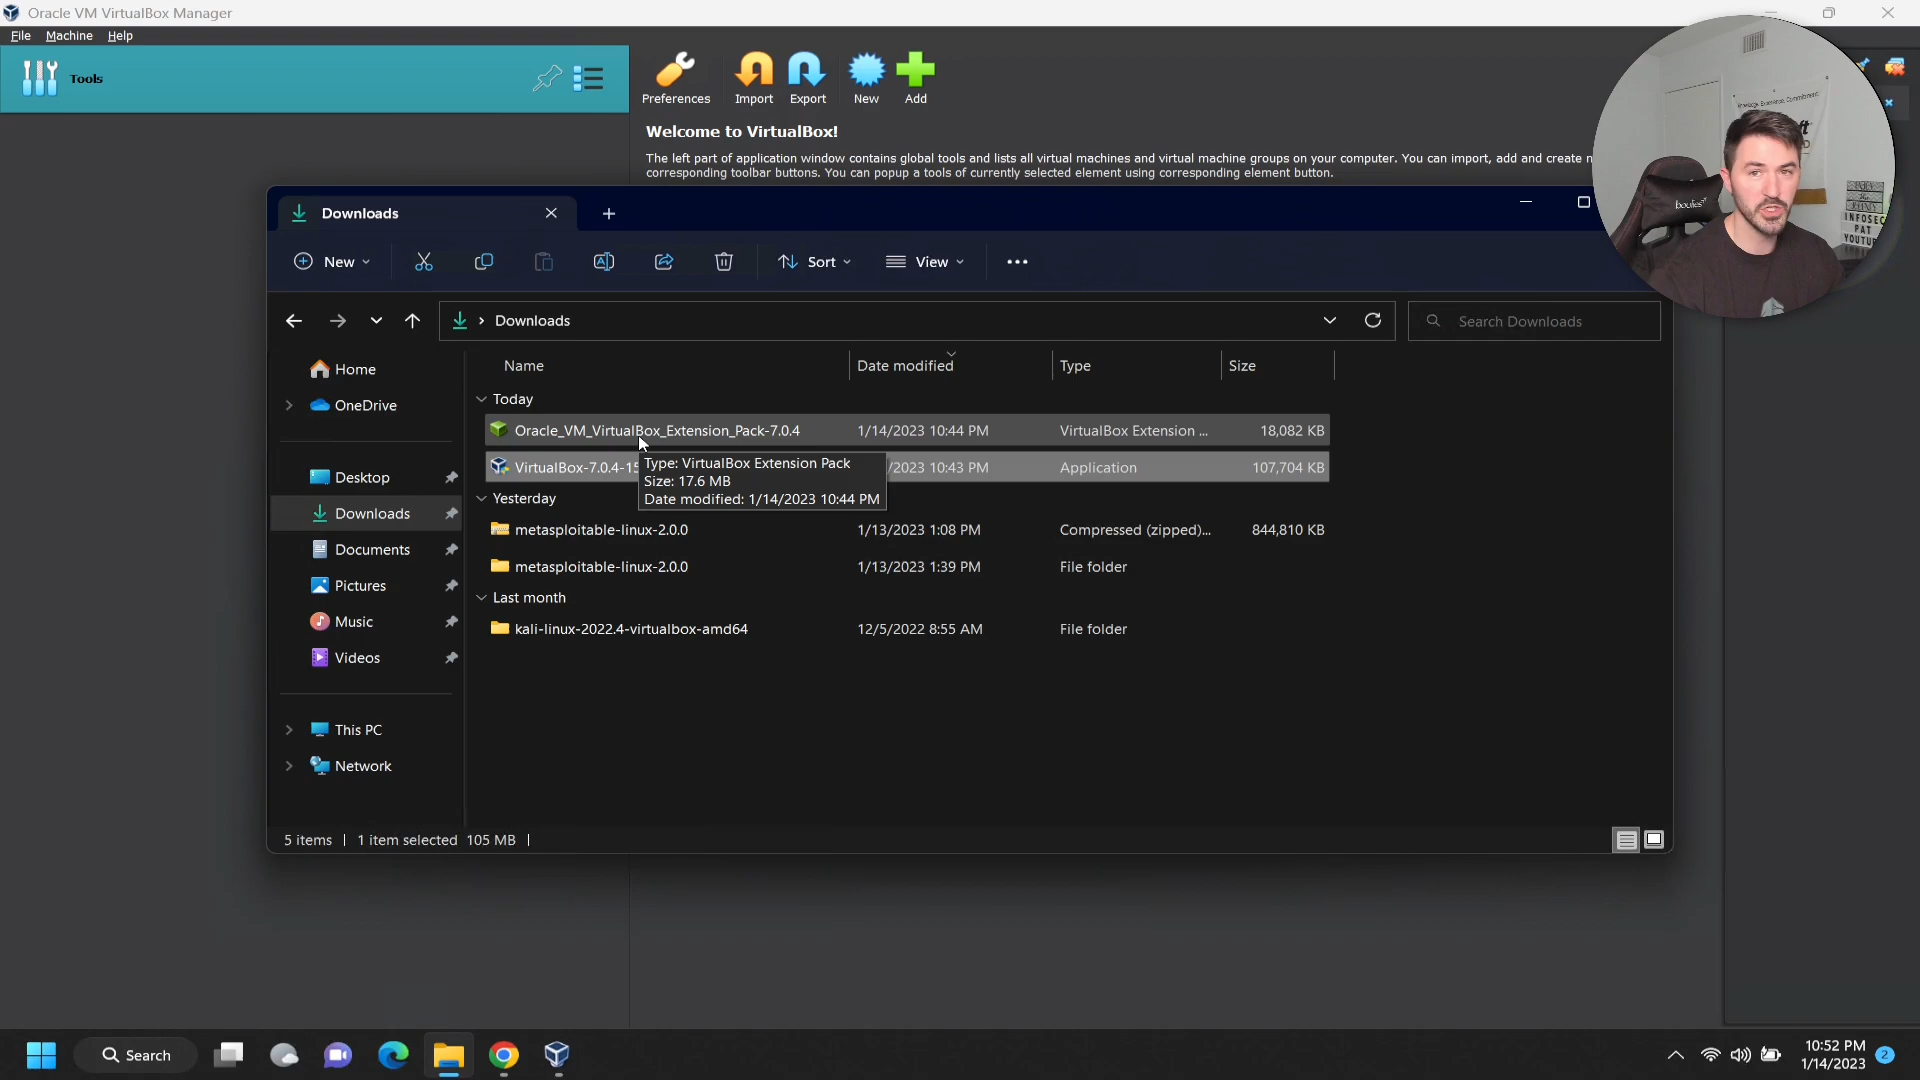 Oracle VM VirtualBox Manager
File Machine Help
Tools
Preferences Import Export New Add
Welcome to VirtualBox!
The left part of application window contains global tools and lists all virtual machines and virtual machine groups on your computer. You can import, add and create n
corresponding toolbar buttons. You can popup a tools of currently selected element using corresponding element button.
Knowledge. Experience. Commitment.
boulies
INFOSEC
PAT
YOUTU
Downloads
New Sort View
Downloads
Search Downloads
Name Date modified Type Size
Home
OneDrive
Desktop
Downloads
Documents
Pictures
Music
Videos
This PC
Network
Today
Oracle_VM_VirtualBox_Extension_Pack-7.0.4 1/14/2023 10:44 PM VirtualBox Extension ... 18,082 KB
VirtualBox-7.0.4-15 /2023 10:43 PM Application 107,704 KB
Type: VirtualBox Extension Pack
Size: 17.6 MB
Date modified: 1/14/2023 10:44 PM
Yesterday
metasploitable-linux-2.0.0 1/13/2023 1:08 PM Compressed (zipped)... 844,810 KB
metasploitable-linux-2.0.0 1/13/2023 1:39 PM File folder
Last month
kali-linux-2022.4-virtualbox-amd64 12/5/2022 8:55 AM File folder
5 items 1 item selected 105 MB
Search
10:52 PM
1/14/2023
2